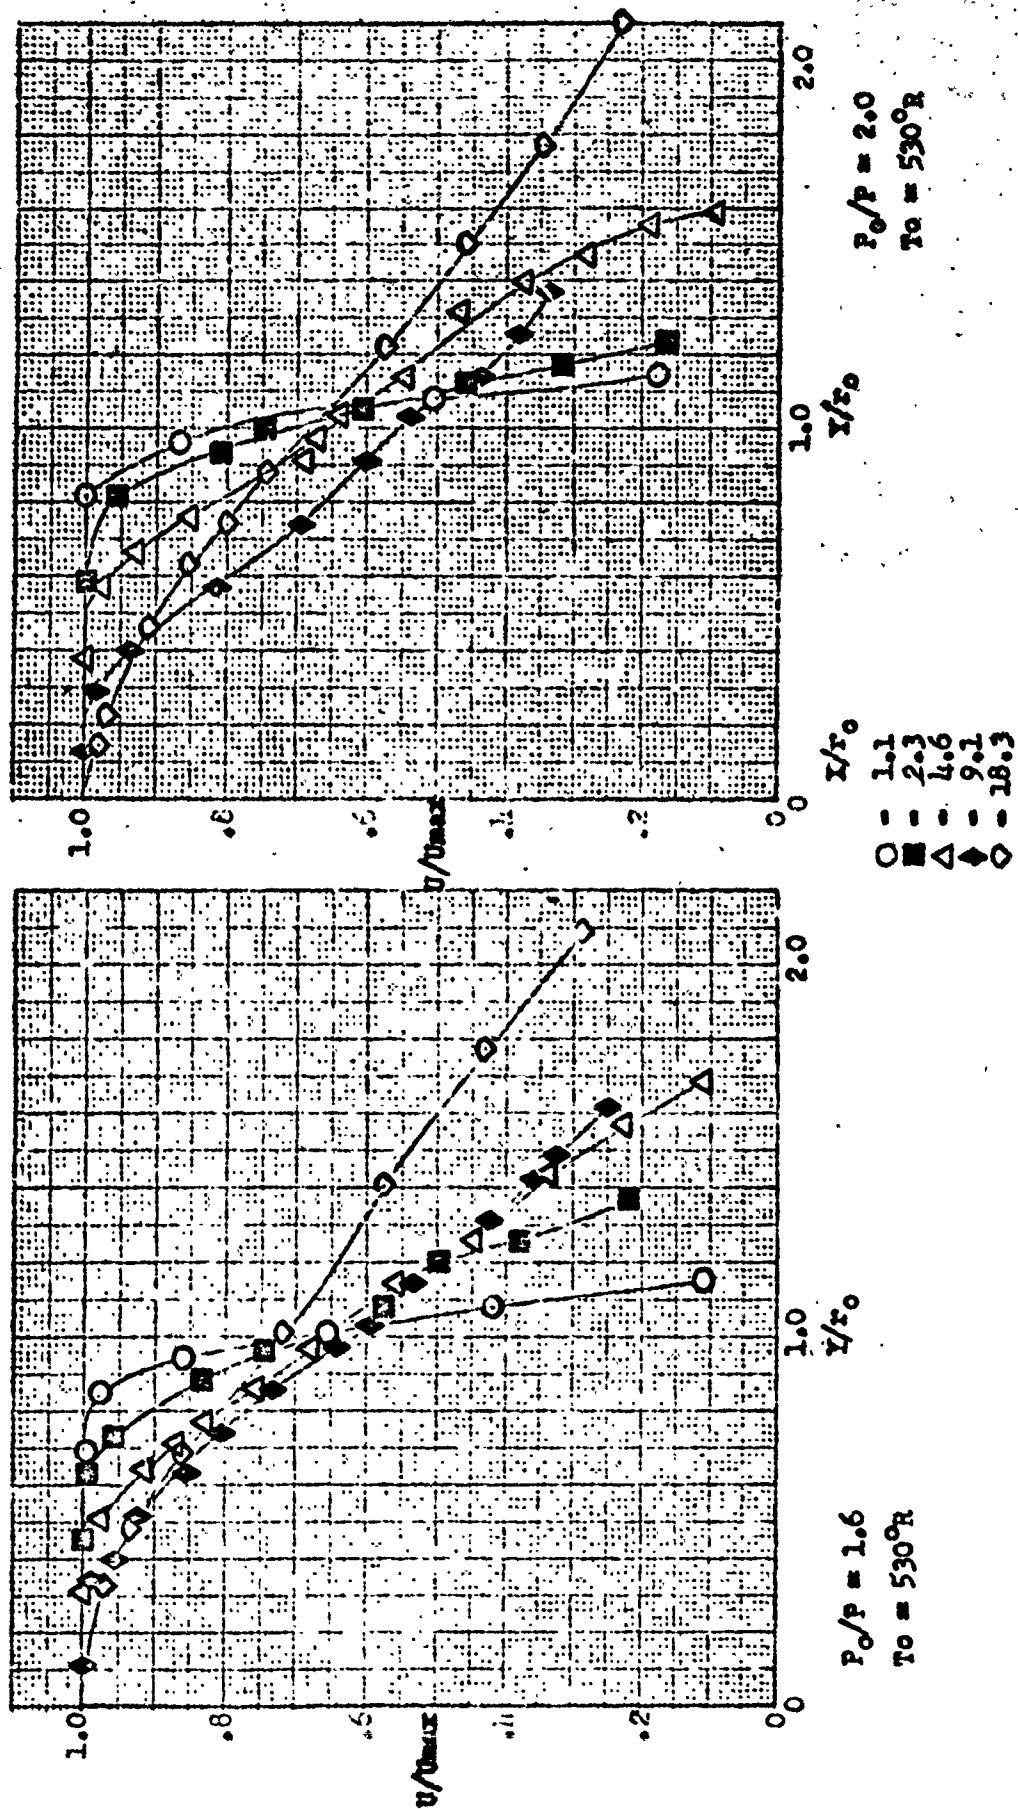 1.0
.8
.6
.4
.2
0
U/Umax
1.0
2.0
Y/r₀
P₀/P = 1.6
To = 530°R
1.0
.8
.6
.4
.2
0
U/Umax
1.0
2.0
Y/r₀
P₀/P = 2.0
To = 530°R
X/r₀
○ - 1.1
■ - 2.3
△ - 4.6
◆ - 9.1
◇ - 18.3